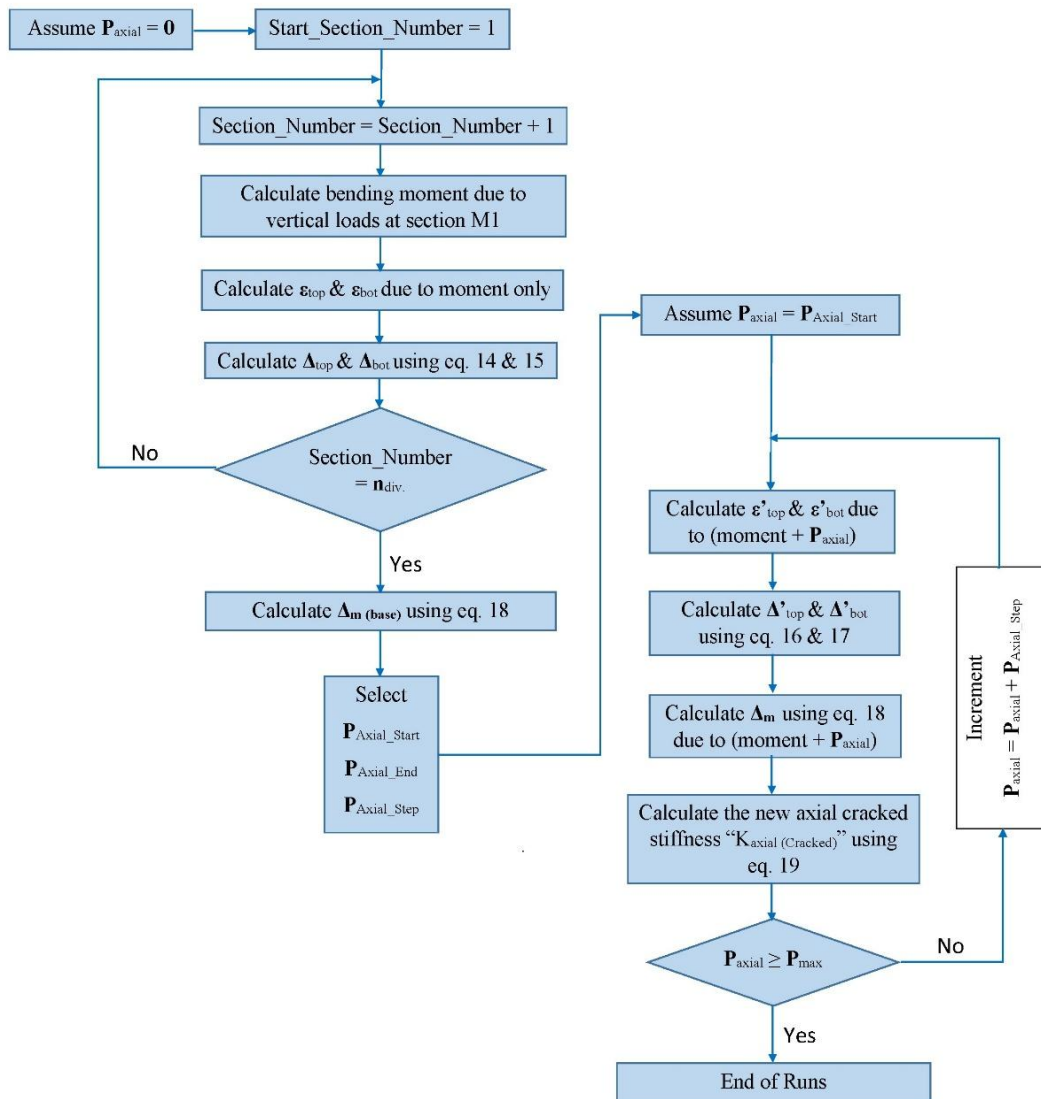 Assume P_axial = 0
Start_Section_Number = 1
Section_Number = Section_Number + 1
Calculate bending moment due to
vertical loads at section M1
Calculate ε_top & ε_bot due to moment only
Calculate Δ_top & Δ_bot using eq. 14 & 15
Section_Number
= n_div.
No
Yes
Calculate Δ_m (base) using eq. 18
Select
P_Axial_Start
P_Axial_End
P_Axial_Step
Assume P_axial = P_Axial_Start
Calculate ε’_top & ε’_bot due
to (moment + P_axial)
Calculate Δ’_top & Δ’_bot
using eq. 16 & 17
Calculate Δ_m using eq. 18
due to (moment + P_axial)
Calculate the new axial cracked
stiffness “K_axial (Cracked)” using
eq. 19
P_axial ≥ P_max
No
Increment
P_axial = P_axial + P_Axial_Step
Yes
End of Runs